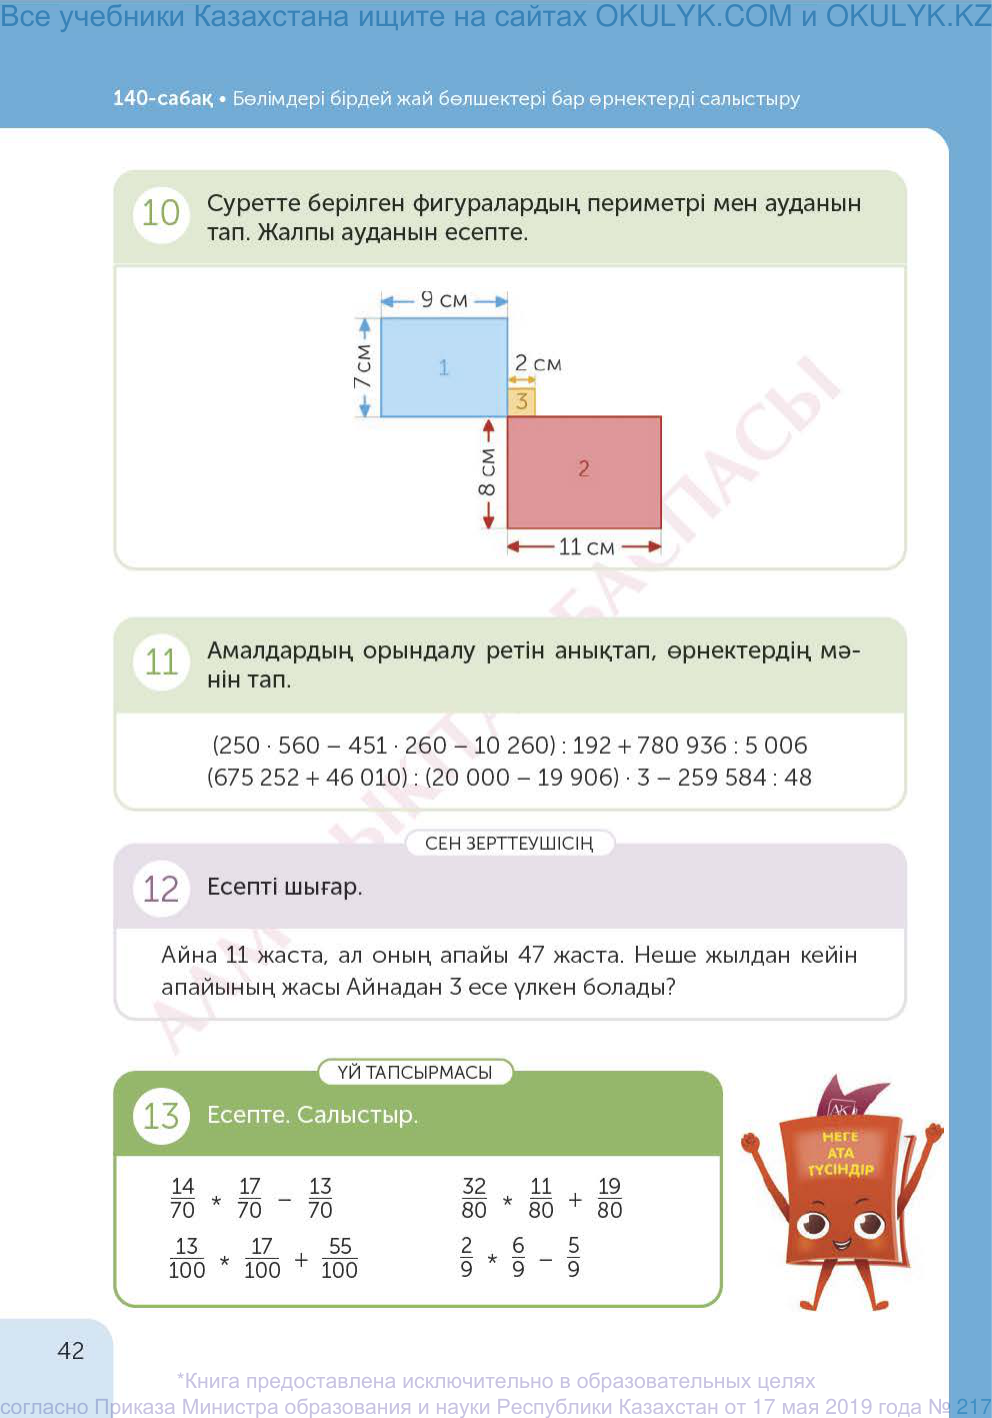 Все учебники Казахстана ищите на сайтах OKULYK.COM и OKULYK.KZ
140-сабақ • Бөлімдері бірдей жай бөлшектері бар өрнектерді салыстыру
10 Суретте берілген фигуралардың периметрі мен ауданын
тап. Жалпы ауданын есепте.
9 см
7 см
1
2 см
3
8 см
2
11 см
11 Амалдардың орындалу ретін анықтап, өрнектердің мә-
нін тап.
(250 · 560 – 451 · 260 – 10 260) : 192 + 780 936 : 5 006
(675 252 + 46 010) : (20 000 – 19 906) · 3 – 259 584 : 48
СЕН ЗЕРТТЕУШІСІҢ
12 Есепті шығар.
Айна 11 жаста, ал оның апайы 47 жаста. Неше жылдан кейін
апайының жасы Айнадан 3 есе үлкен болады?
ҮЙ ТАПСЫРМАСЫ
13 Есепте. Салыстыр.
14/70 * 17/70 – 13/70 32/80 * 11/80 + 19/80
13/100 * 17/100 + 55/100 2/9 * 6/9 – 5/9
АК
НЕГЕ
АТА
ТҮСІНДІР
42
*Книга предоставлена исключительно в образовательных целях
согласно Приказа Министра образования и науки Республики Казахстан от 17 мая 2019 года № 217